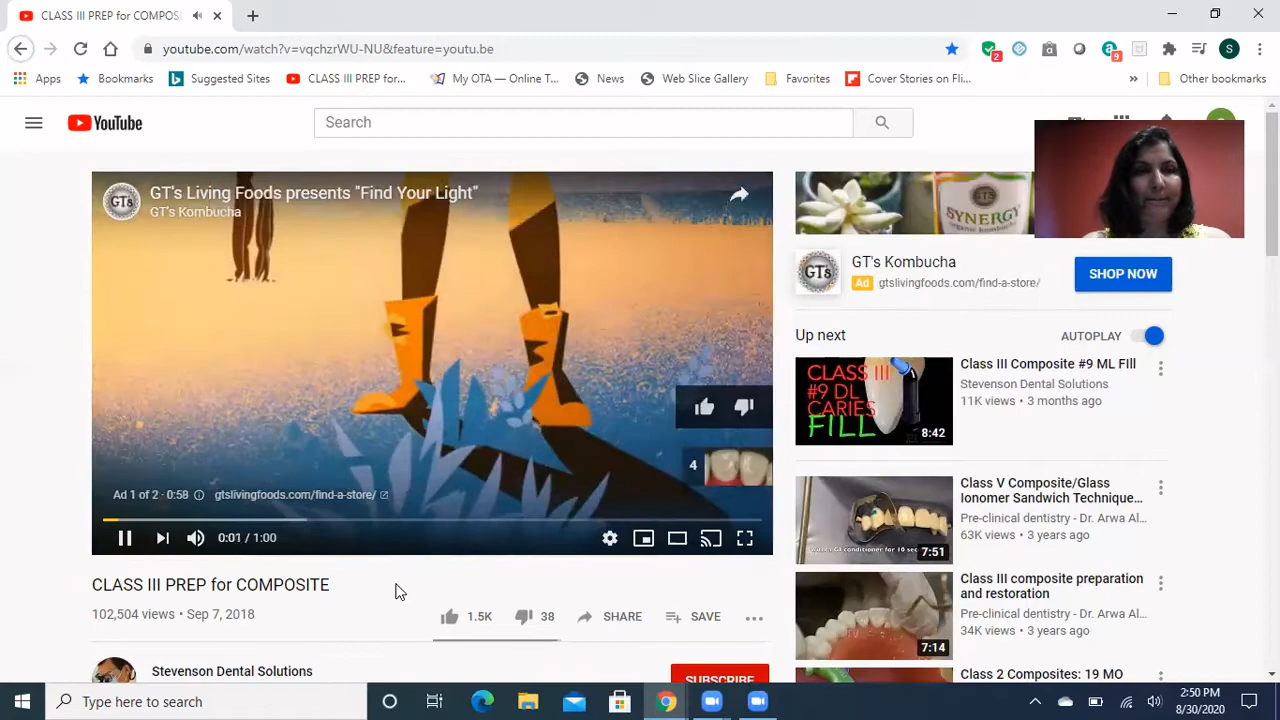 CLASS III PREP for COMPOS
youtube.com/watch?v=vqchzrWU-NU&feature=youtu.be
2
9
S
Apps
Bookmarks
Suggested Sites
CLASS III PREP for...
My OTA — Online T...
News
Web Slice Gallery
Favorites
Cover Stories on Fli...
»
Other bookmarks
YouTube
Search
GT's Living Foods presents "Find Your Light"
GT's Kombucha
GTs
SYNERGY
GT's Kombucha
Ad gtslivingfoods.com/find-a-store/
SHOP NOW
GTs
Up next
AUTOPLAY
CLASS III
#9 DL
CARIES
FILL
8:42
Class III Composite #9 ML FIll
Stevenson Dental Solutions
11K views • 3 months ago
4
Ad 1 of 2 · 0:58
gtslivingfoods.com/find-a-store/
0:01 / 1:00
7:51
Class V Composite/Glass
Ionomer Sandwich Technique...
Pre-clinical dentistry - Dr. Arwa Al...
63K views • 3 years ago
CLASS III PREP for COMPOSITE
102,504 views • Sep 7, 2018
1.5K
38
SHARE
SAVE
7:14
Class III composite preparation
and restoration
Pre-clinical dentistry - Dr. Arwa Al...
34K views • 3 years ago
Stevenson Dental Solutions
SUBSCRIBE
Class 2 Composites: 19 MO
Type here to search
2:50 PM
8/30/2020